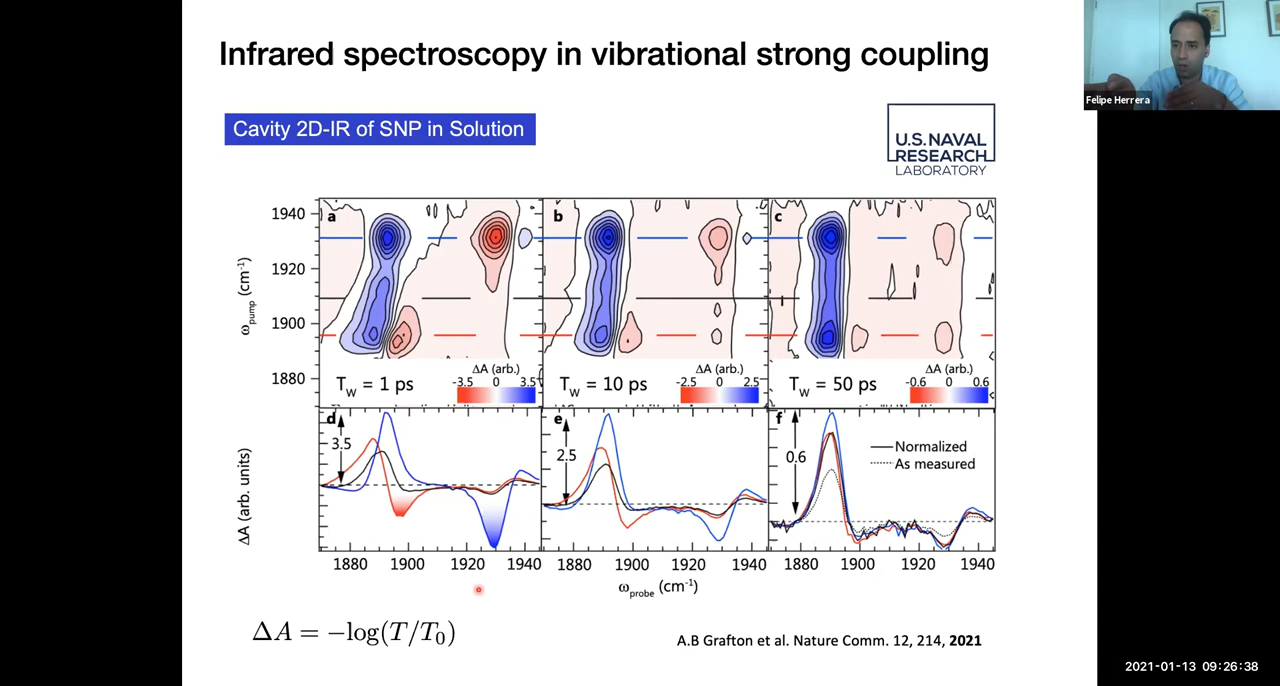 Infrared spectroscopy in vibrational strong coupling
Felipe Herrera
Cavity 2D-IR of SNP in Solution
U.S. NAVAL
RESEARCH
LABORATORY
1940
1920
1900
1880
ω_pump (cm⁻¹)
a
b
c
T_W = 1 ps
ΔA (arb.)
-3.5 0 3.5
T_W = 10 ps
ΔA (arb.)
-2.5 0 2.5
T_W = 50 ps
ΔA (arb.)
-0.6 0 0.6
ΔA (arb. units)
d
3.5
e
2.5
f
0.6
Normalized
As measured
1880 1900 1920 1940
1880 1900 1920 1940
1880 1900 1920 1940
ω_probe (cm⁻¹)
ΔA = −log(T/T₀)
A.B Grafton et al. Nature Comm. 12, 214, 2021
2021-01-13 09:26:38